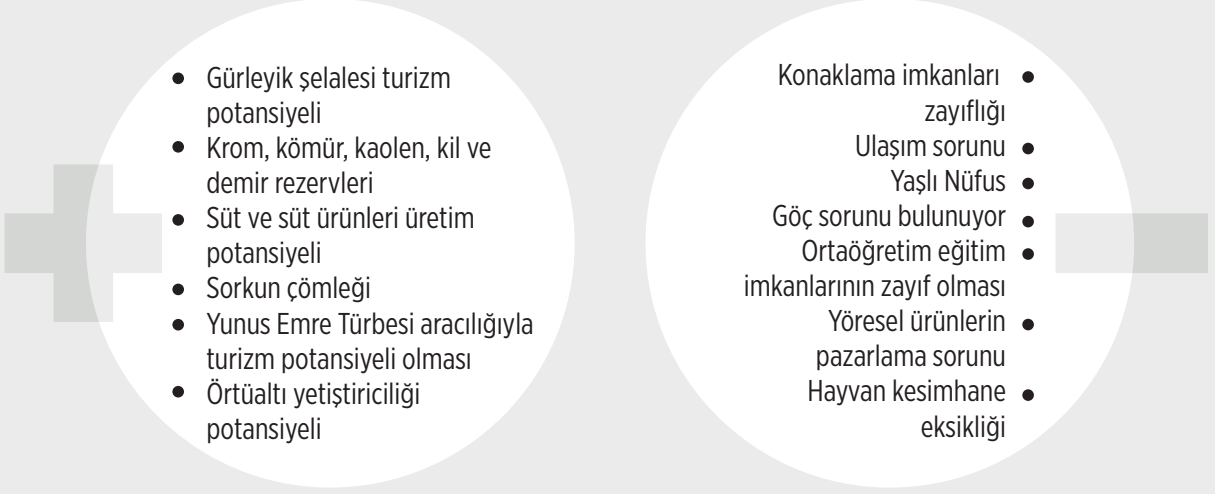 • Gürleyik şelalesi turizm
potansiyeli
• Krom, kömür, kaolen, kil ve
demir rezervleri
• Süt ve süt ürünleri üretim
potansiyeli
• Sorkun çömleği
• Yunus Emre Türbesi aracılığıyla
turizm potansiyeli olması
• Örtüaltı yetiştiriciliği
potansiyeli
Konaklama imkanları •
zayıflığı
Ulaşım sorunu •
Yaşlı Nüfus •
Göç sorunu bulunuyor •
Ortaöğretim eğitim •
imkanlarının zayıf olması
Yöresel ürünlerin •
pazarlama sorunu
Hayvan kesimhane •
eksikliği